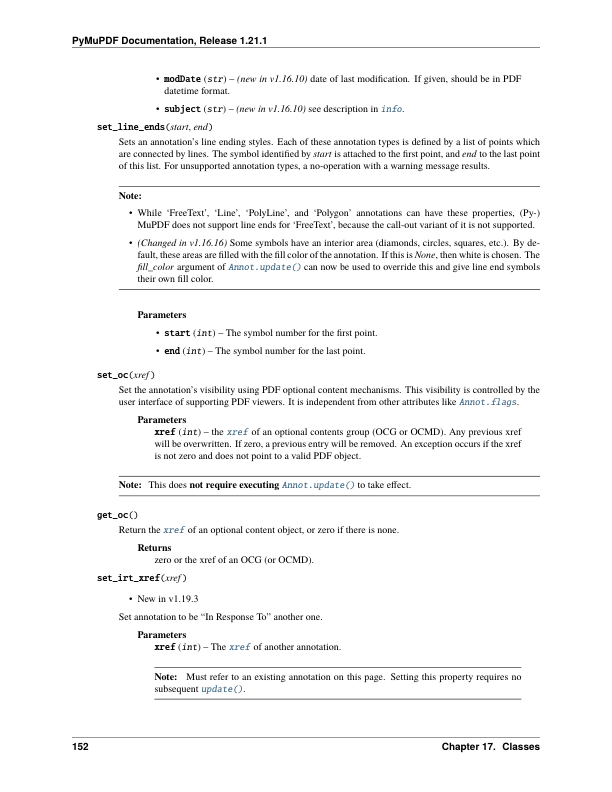 PyMuPDF Documentation, Release 1.21.1
• modDate (str) – (new in v1.16.10) date of last modification. If given, should be in PDF
datetime format.
• subject (str) – (new in v1.16.10) see description in info.
set_line_ends(start, end)
Sets an annotation's line ending styles. Each of these annotation types is defined by a list of points which
are connected by lines. The symbol identified by start is attached to the first point, and end to the last point
of this list. For unsupported annotation types, a no-operation with a warning message results.
Note:
• While 'FreeText', 'Line', 'PolyLine', and 'Polygon' annotations can have these properties, (Py-)
MuPDF does not support line ends for 'FreeText', because the call-out variant of it is not supported.
• (Changed in v1.16.16) Some symbols have an interior area (diamonds, circles, squares, etc.). By de-
fault, these areas are filled with the fill color of the annotation. If this is None, then white is chosen. The
fill_color argument of Annot.update() can now be used to override this and give line end symbols
their own fill color.
Parameters
• start (int) – The symbol number for the first point.
• end (int) – The symbol number for the last point.
set_oc(xref)
Set the annotation's visibility using PDF optional content mechanisms. This visibility is controlled by the
user interface of supporting PDF viewers. It is independent from other attributes like Annot.flags.
Parameters
xref (int) – the xref of an optional contents group (OCG or OCMD). Any previous xref
will be overwritten. If zero, a previous entry will be removed. An exception occurs if the xref
is not zero and does not point to a valid PDF object.
Note: This does not require executing Annot.update() to take effect.
get_oc()
Return the xref of an optional content object, or zero if there is none.
Returns
zero or the xref of an OCG (or OCMD).
set_irt_xref(xref)
• New in v1.19.3
Set annotation to be “In Response To” another one.
Parameters
xref (int) – The xref of another annotation.
Note: Must refer to an existing annotation on this page. Setting this property requires no
subsequent update().
152 Chapter 17. Classes